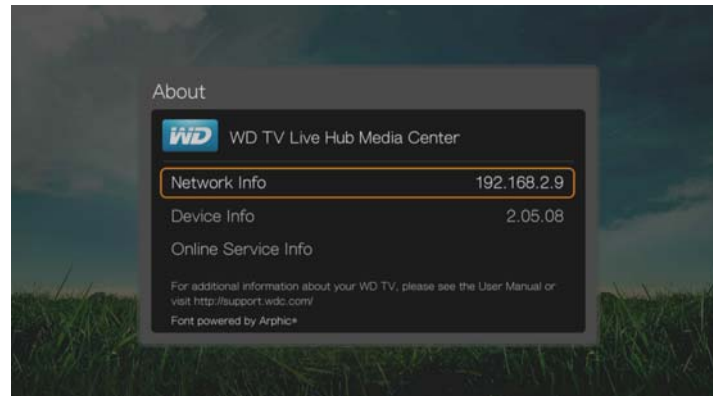 About
WD WD TV Live Hub Media Center
Network Info 192.168.2.9
Device Info 2.05.08
Online Service Info
For additional information about your WD TV, please see the User Manual or
visit http://support.wdc.com/
Font powered by Arphic®